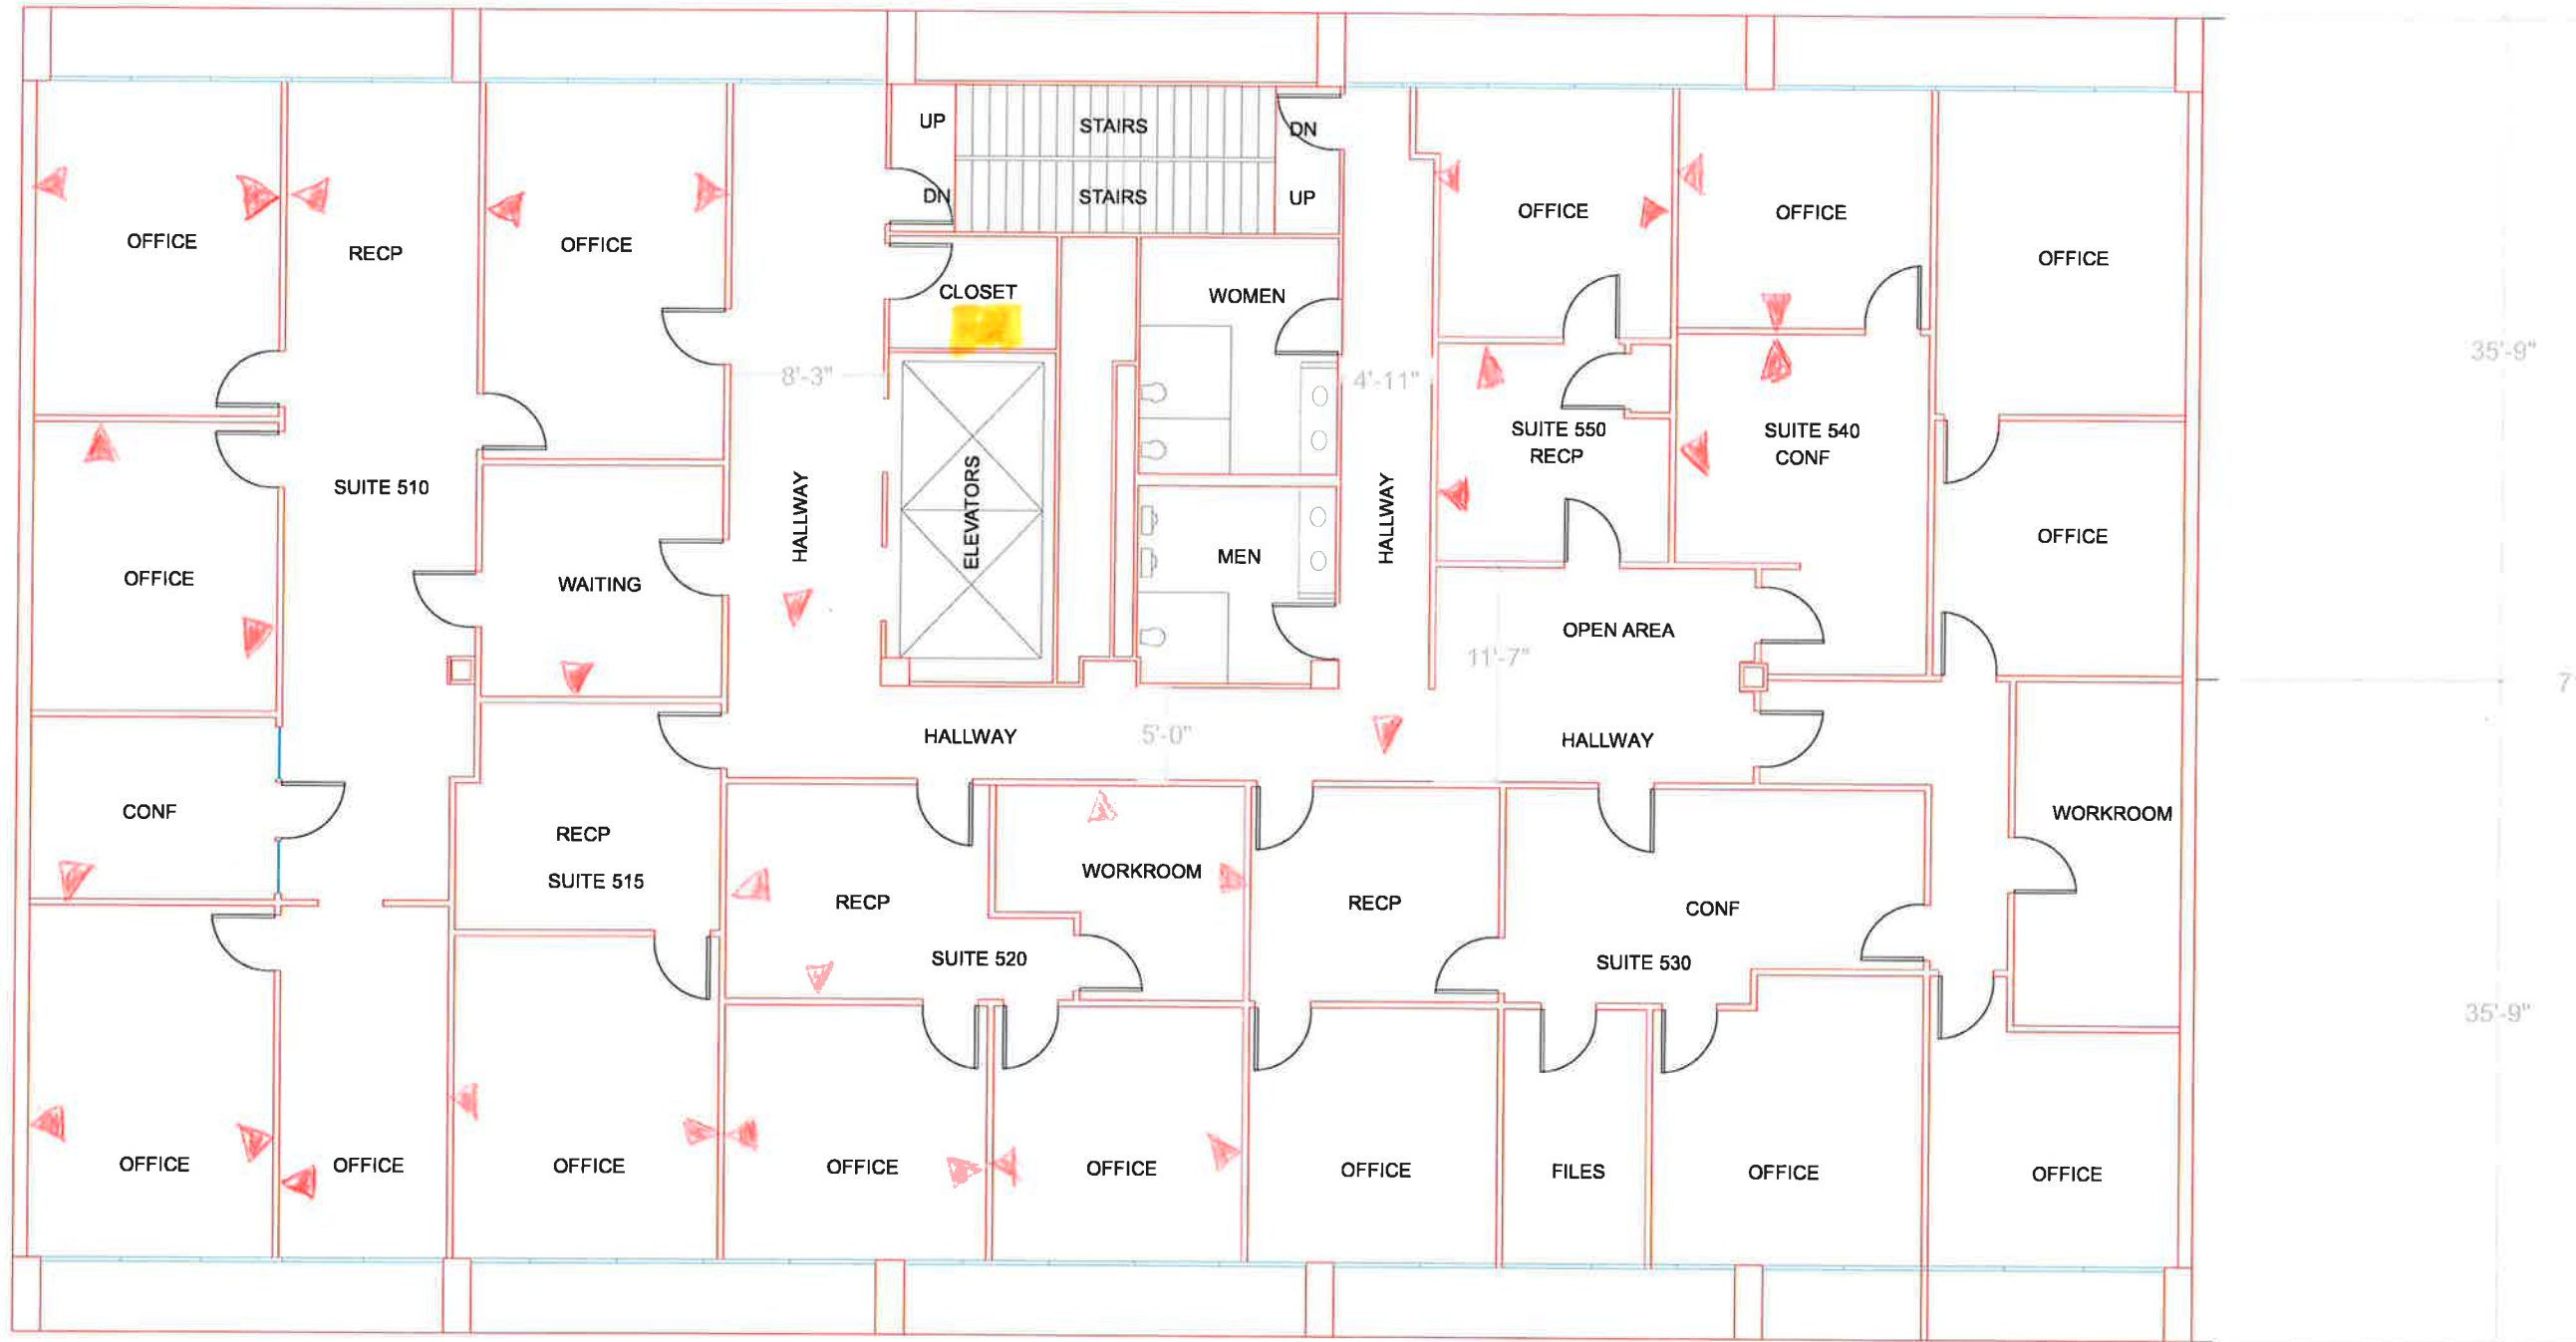 UP
STAIRS
DN
DN
STAIRS
UP
OFFICE
RECP
OFFICE
CLOSET
WOMEN
OFFICE
OFFICE
OFFICE
8'-3"
4'-11"
35'-9"
SUITE 510
HALLWAY
ELEVATORS
HALLWAY
SUITE 550
RECP
SUITE 540
CONF
OFFICE
WAITING
MEN
OFFICE
OPEN AREA
11'-7"
HALLWAY
5'-0"
HALLWAY
7
CONF
RECP
SUITE 515
RECP
WORKROOM
RECP
CONF
WORKROOM
SUITE 520
SUITE 530
35'-9"
OFFICE
OFFICE
OFFICE
OFFICE
OFFICE
OFFICE
FILES
OFFICE
OFFICE